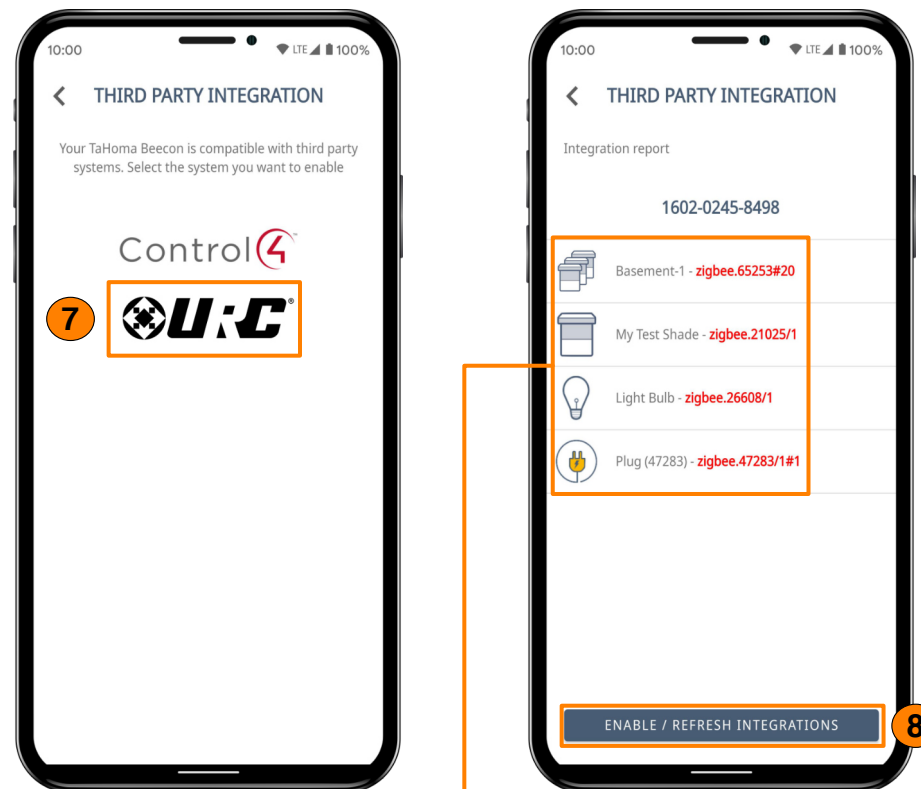 10:00 LTE 100%
THIRD PARTY INTEGRATION
Your TaHoma Beecon is compatible with third party
systems. Select the system you want to enable
Control4™
7
URC®
10:00 LTE 100%
THIRD PARTY INTEGRATION
Integration report
1602-0245-8498
Basement-1 - zigbee.65253#20
My Test Shade - zigbee.21025/1
Light Bulb - zigbee.26608/1
Plug (47283) - zigbee.47283/1#1
ENABLE / REFRESH INTEGRATIONS
8